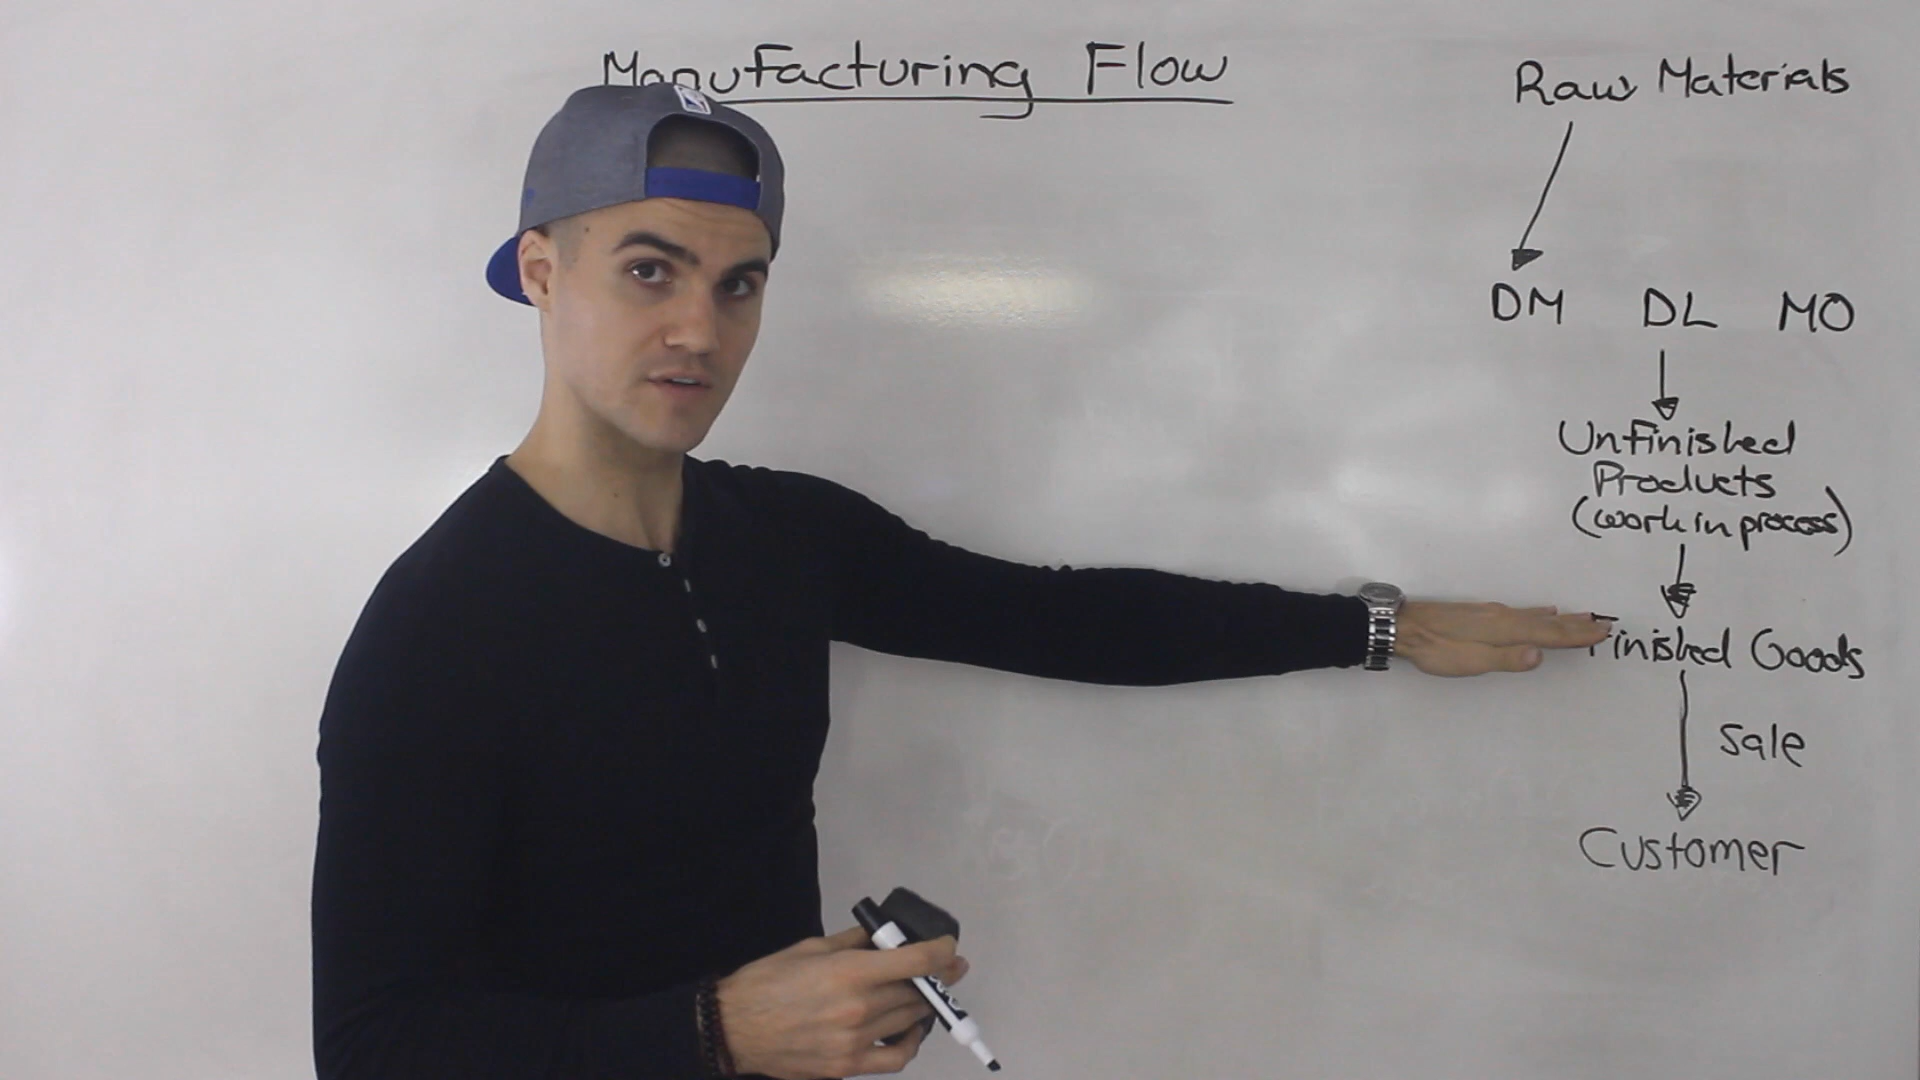 Manufacturing Flow
Raw Materials
DM DL MO
Unfinished
Products
(work in process)
Finished Goods
Sale
Customer